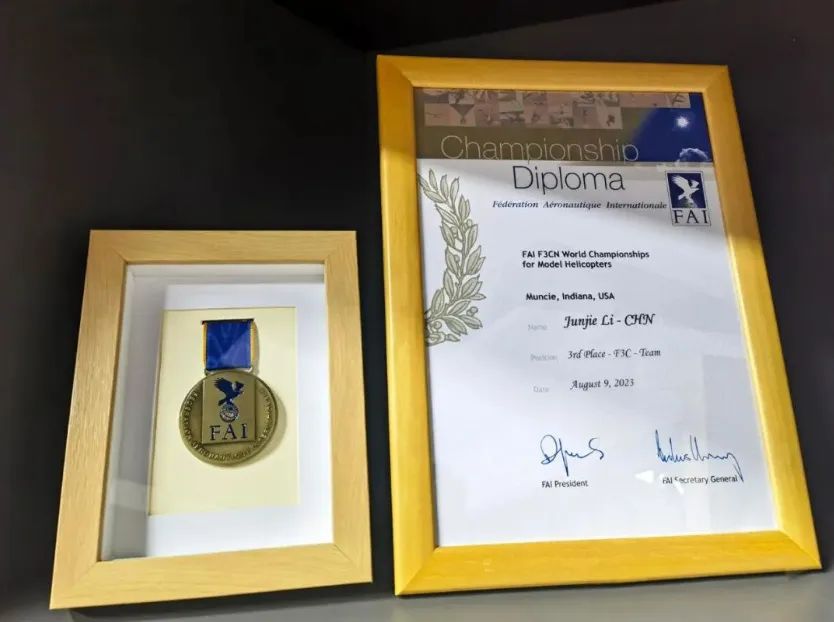 FAI
Championship
Diploma
Fédération Aéronautique Internationale
FAI
FAI F3CN World Championships
for Model Helicopters
Muncie, Indiana, USA
Name Junjie Li - CHN
Position 3rd Place - F3C - Team
Date August 9, 2023
FAI President
FAI Secretary General